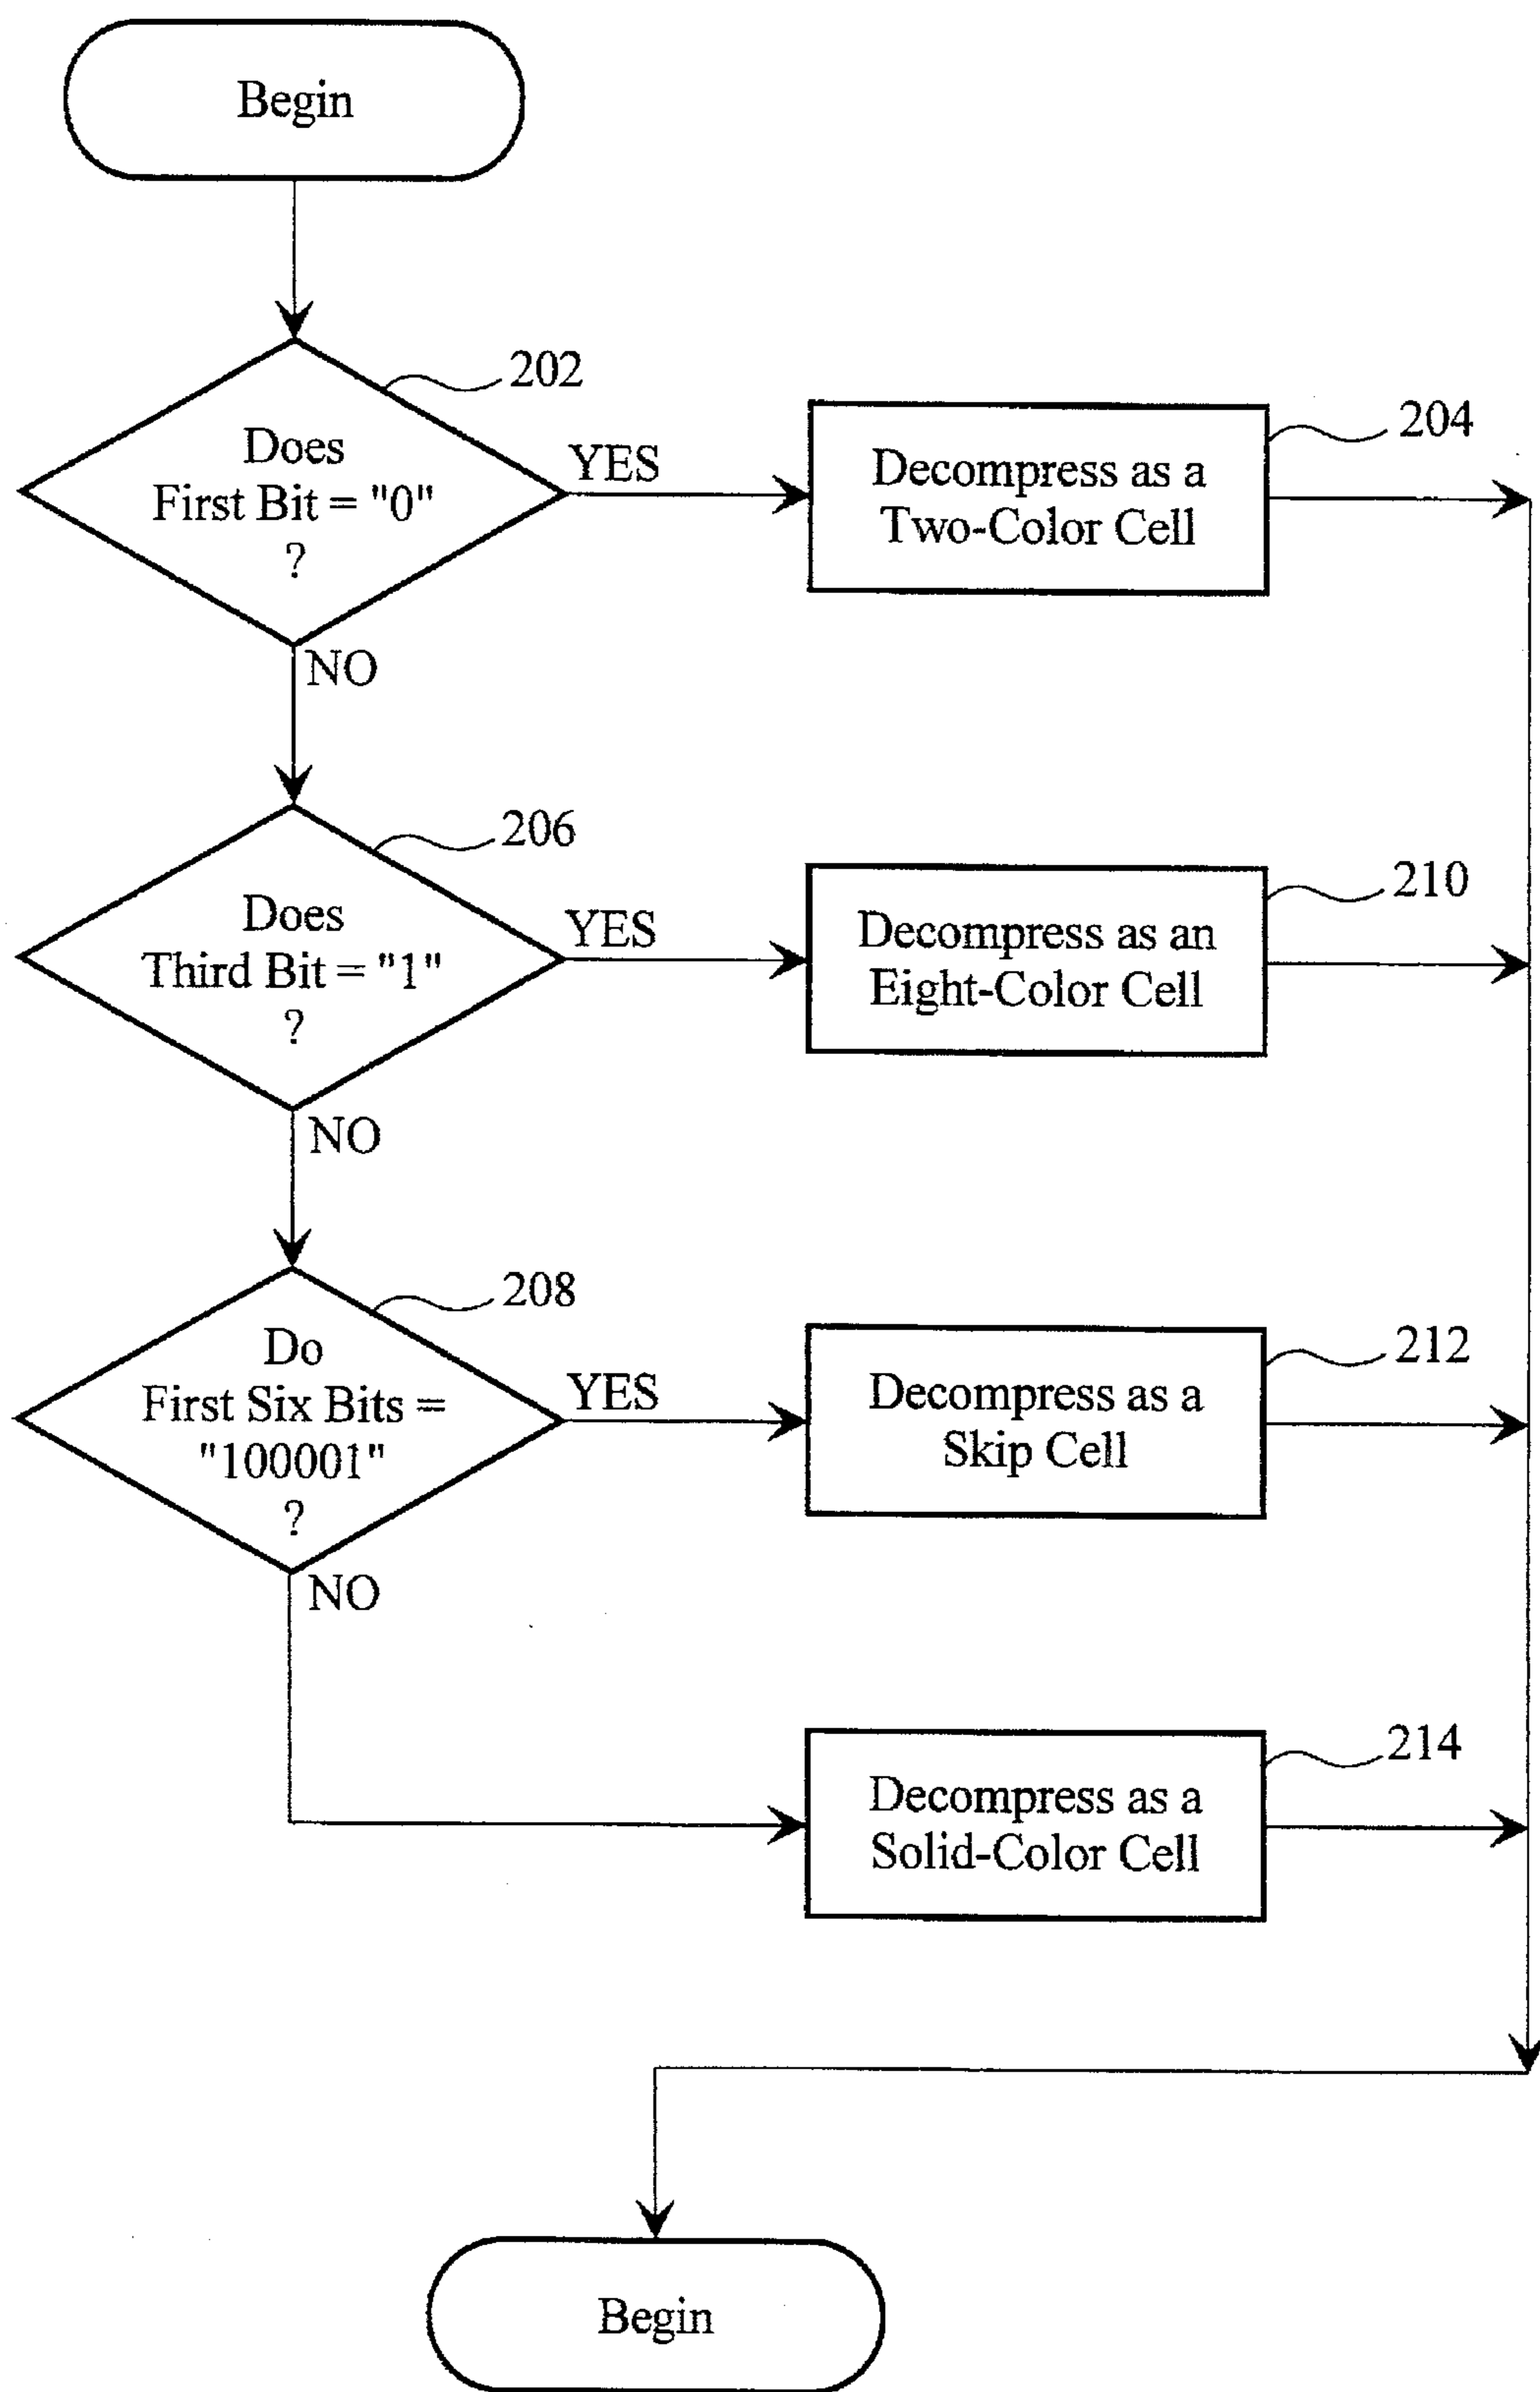 Begin
202
Does
First Bit = "0"
?
YES
NO
204
Decompress as a
Two-Color Cell
206
Does
Third Bit = "1"
?
YES
NO
210
Decompress as an
Eight-Color Cell
208
Do
First Six Bits =
"100001"
?
YES
NO
212
Decompress as a
Skip Cell
214
Decompress as a
Solid-Color Cell
Begin